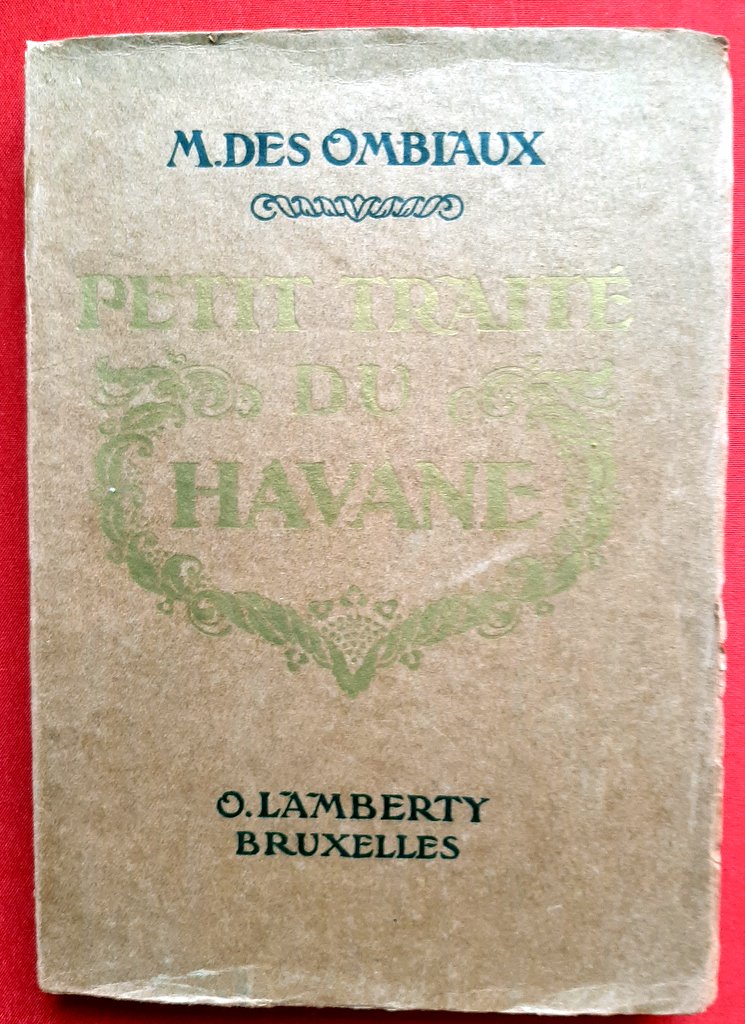 M. DES OMBIAUX
PETIT TRAITÉ
DU
HAVANE
O. LAMBERTY
BRUXELLES